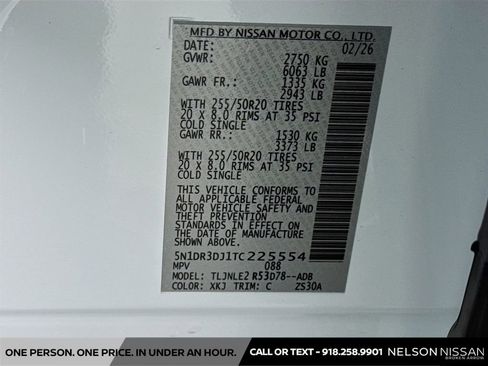 MFD BY NISSAN MOTOR CO., LTD.
DATE: 02/26
GVWR: 2750 KG
6063 LB
GAWR FR.: 1335 KG
2943 LB
WITH 255/50R20 TIRES
20 X 8.0 RIMS AT 35 PSI
COLD SINGLE
GAWR RR.: 1530 KG
3373 LB
WITH 255/50R20 TIRES
20 X 8.0 RIMS AT 35 PSI
COLD SINGLE
THIS VEHICLE CONFORMS TO
ALL APPLICABLE FEDERAL
MOTOR VEHICLE SAFETY AND
THEFT PREVENTION
STANDARDS IN EFFECT ON
THE DATE OF MANUFACTURE
SHOWN ABOVE.
5N1DR3DJ1TC225554
MPV 088
MODEL: TLJNLE2 R53D78--ADB
COLOR: XKJ TRIM: C ZS30A
ONE PERSON. ONE PRICE. IN UNDER AN HOUR. CALL OR TEXT - 918.258.9901 NELSON NISSAN
BROKEN ARROW